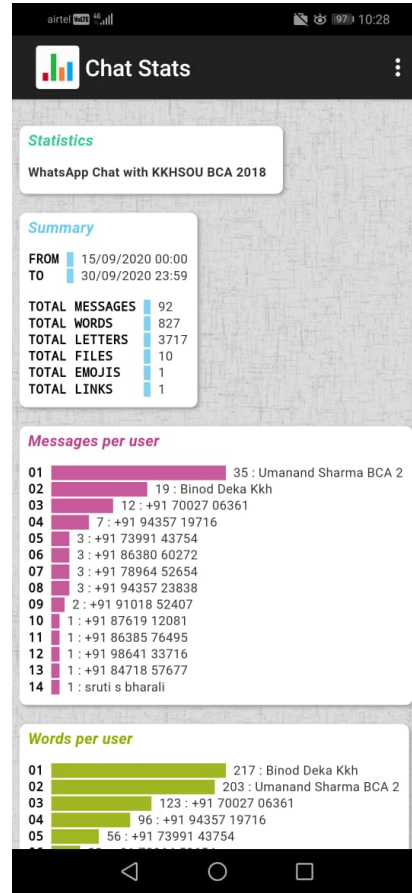 airtel VoLTE 4G 97 10:28
Chat Stats
Statistics
WhatsApp Chat with KKHSOU BCA 2018
Summary
FROM 15/09/2020 00:00
TO 30/09/2020 23:59
TOTAL MESSAGES 92
TOTAL WORDS 827
TOTAL LETTERS 3717
TOTAL FILES 10
TOTAL EMOJIS 1
TOTAL LINKS 1
Messages per user
01 35 : Umanand Sharma BCA 2
02 19 : Binod Deka Kkh
03 12 : +91 70027 06361
04 7 : +91 94357 19716
05 3 : +91 73991 43754
06 3 : +91 86380 60272
07 3 : +91 78964 52654
08 3 : +91 94357 23838
09 2 : +91 91018 52407
10 1 : +91 87619 12081
11 1 : +91 86385 76495
12 1 : +91 98641 33716
13 1 : +91 84718 57677
14 1 : sruti s bharali
Words per user
01 217 : Binod Deka Kkh
02 203 : Umanand Sharma BCA 2
03 123 : +91 70027 06361
04 96 : +91 94357 19716
05 56 : +91 73991 43754